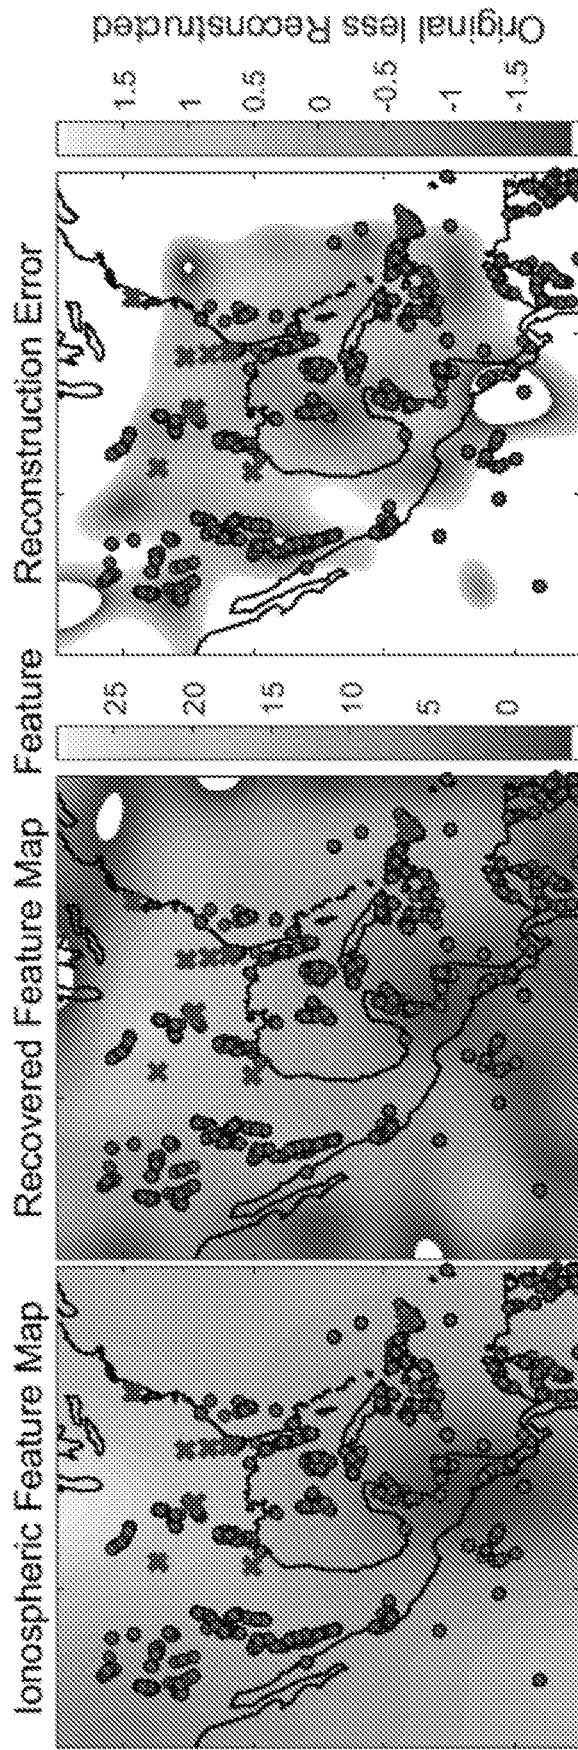 Ionospheric Feature Map
Recovered Feature Map
Feature
25
20
15
10
5
0
Reconstruction Error
1.5
1
0.5
0
-0.5
-1
-1.5
Original less Reconstructed